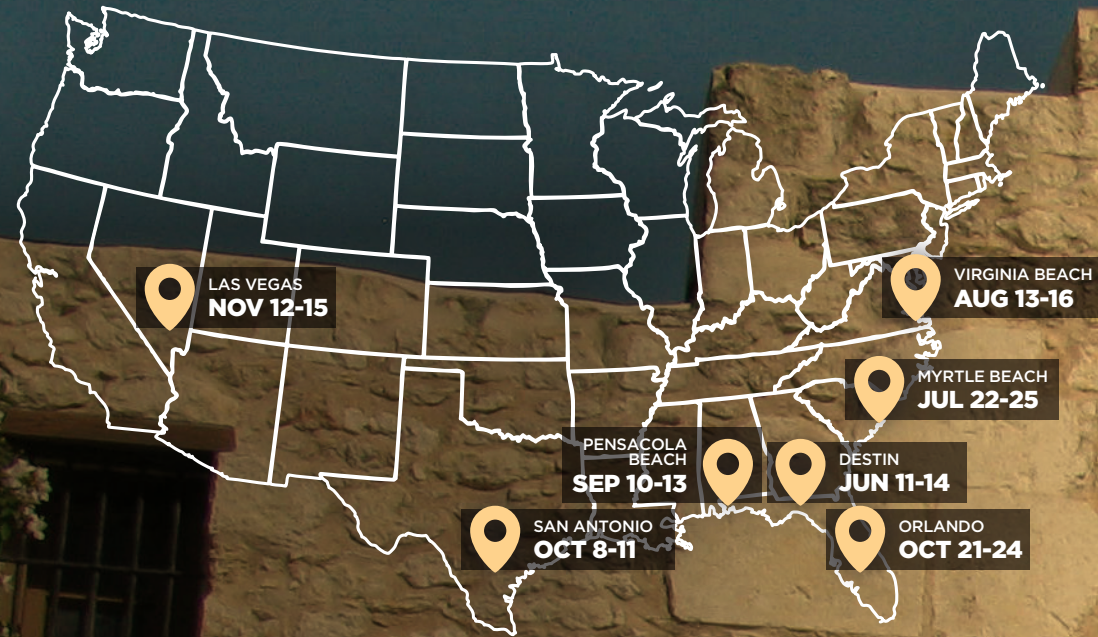 LAS VEGAS
NOV 12-15
VIRGINIA BEACH
AUG 13-16
MYRTLE BEACH
JUL 22-25
PENSACOLA
BEACH
SEP 10-13
DESTIN
JUN 11-14
SAN ANTONIO
OCT 8-11
ORLANDO
OCT 21-24